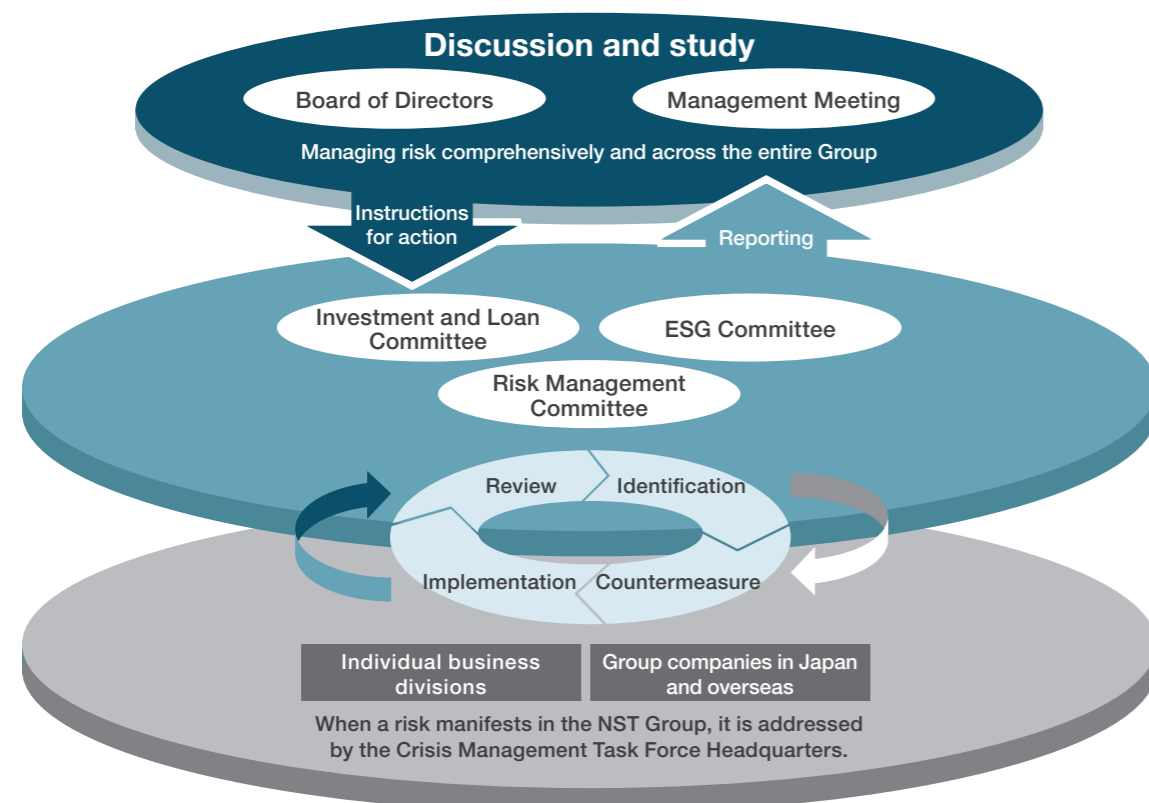 Discussion and study
Board of Directors
Management Meeting
Managing risk comprehensively and across the entire Group
Instructions
for action
Reporting
Investment and Loan
Committee
ESG Committee
Risk Management
Committee
Review
Identification
Implementation
Countermeasure
Individual business
divisions
Group companies in Japan
and overseas
When a risk manifests in the NST Group, it is addressed
by the Crisis Management Task Force Headquarters.